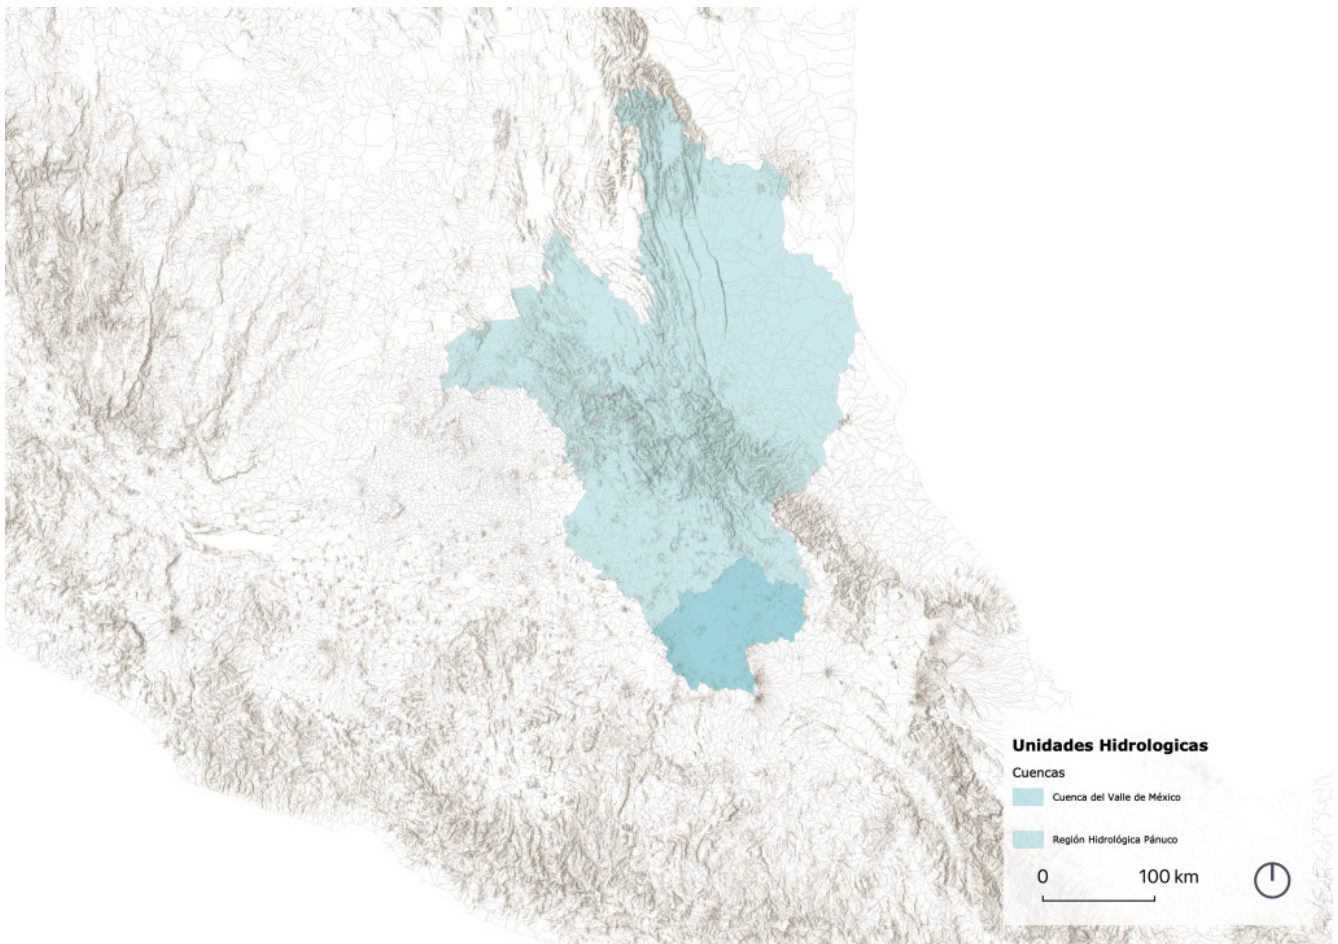 Unidades Hidrologicas
Cuencas
Cuenca del Valle de México
Región Hidrológica Pánuco
0 100 km